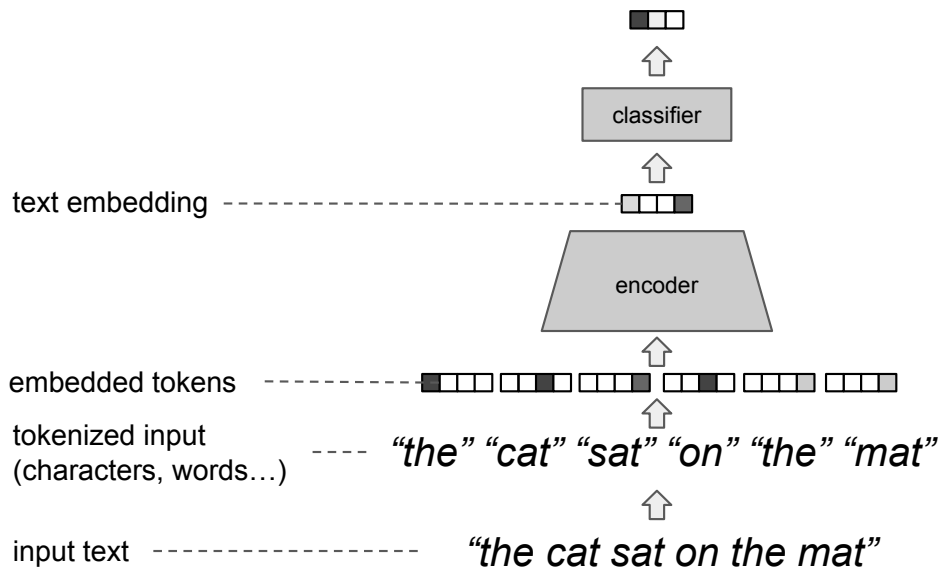 classifier
text embedding
encoder
embedded tokens
tokenized input
(characters, words…)
“the” “cat” “sat” “on” “the” “mat”
input text
“the cat sat on the mat”